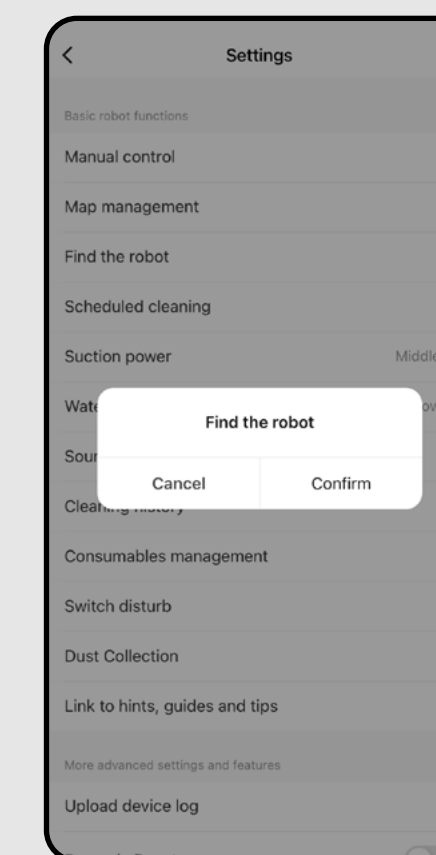 Settings
Basic robot functions
Manual control
Map management
Find the robot
Scheduled cleaning
Suction power Middle
Find the robot
Cancel Confirm
Consumables management
Switch disturb
Dust Collection
Link to hints, guides and tips
More advanced settings and features
Upload device log